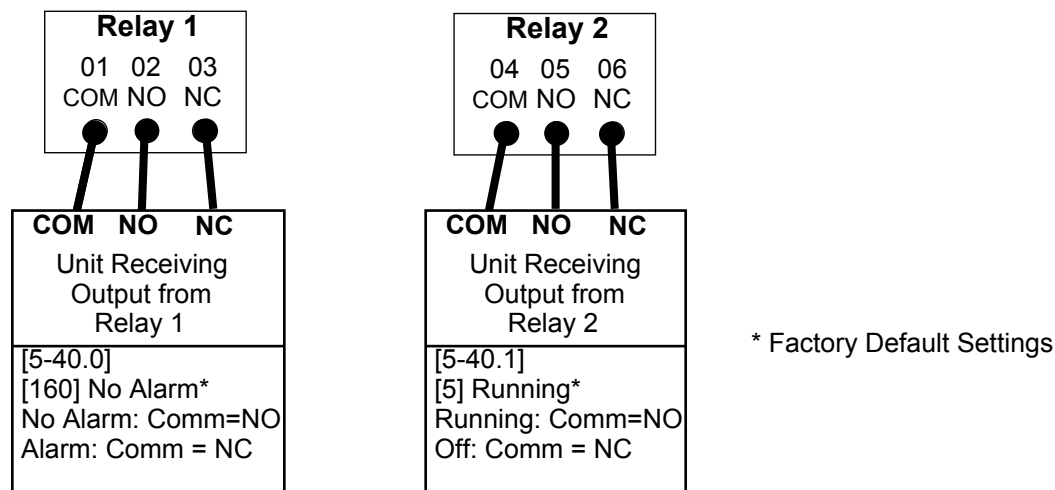 Relay 1
01 02 03
COM NO NC
COM NO NC
Unit Receiving
Output from
Relay 1
[5-40.0]
[160] No Alarm*
No Alarm: Comm=NO
Alarm: Comm = NC
Relay 2
04 05 06
COM NO NC
COM NO NC
Unit Receiving
Output from
Relay 2
[5-40.1]
[5] Running*
Running: Comm=NO
Off: Comm = NC
* Factory Default Settings